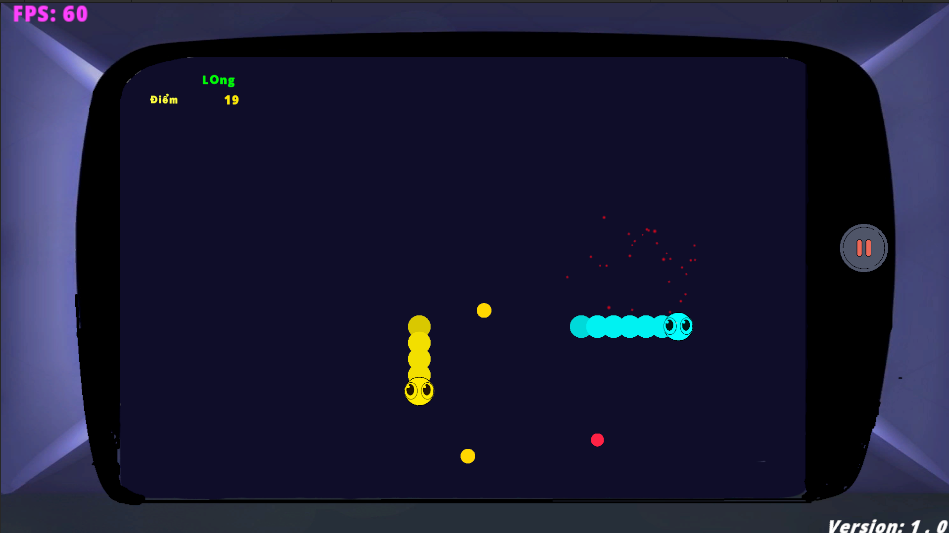 FPS: 60
LOng
Điểm 19
Version: 1 . 0